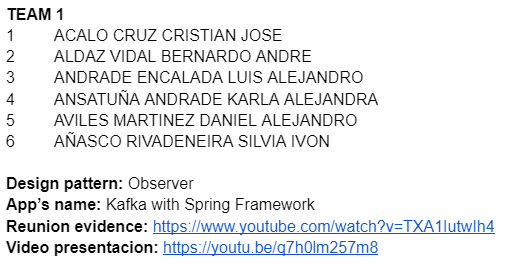 TEAM 1
1 ACALO CRUZ CRISTIAN JOSE
2 ALDAZ VIDAL BERNARDO ANDRE
3 ANDRADE ENCALADA LUIS ALEJANDRO
4 ANSATUÑA ANDRADE KARLA ALEJANDRA
5 AVILES MARTINEZ DANIEL ALEJANDRO
6 AÑASCO RIVADENEIRA SILVIA IVON
Design pattern: Observer
App's name: Kafka with Spring Framework
Reunion evidence: https://www.youtube.com/watch?v=TXA1IutwIh4
Video presentacion: https://youtu.be/q7h0lm257m8